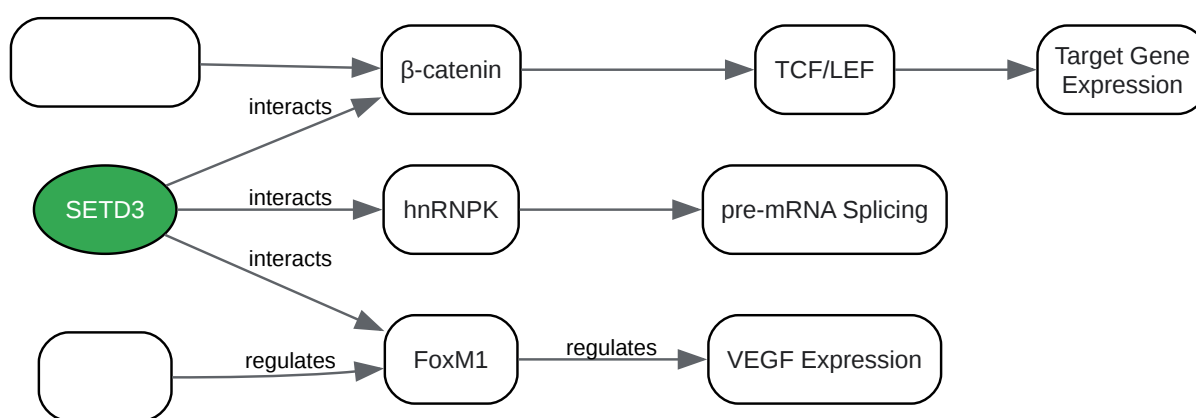 β-catenin
TCF/LEF
Target Gene
Expression
interacts
SETD3
interacts
hnRNPK
pre-mRNA Splicing
interacts
regulates
FoxM1
regulates
VEGF Expression